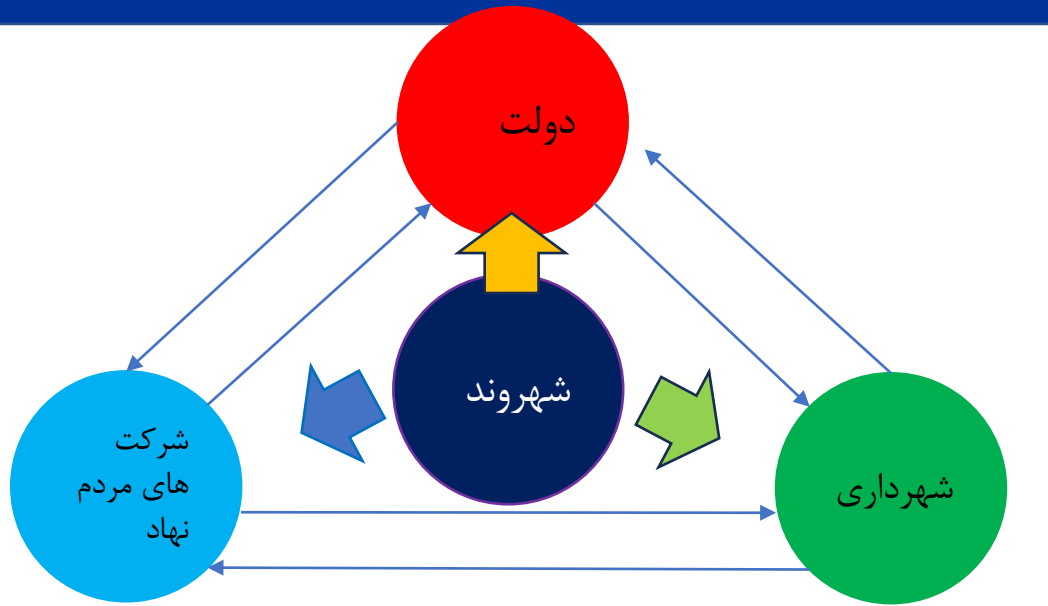 دولت
شهروند
شرکت
های مردم
نهاد
شهرداری